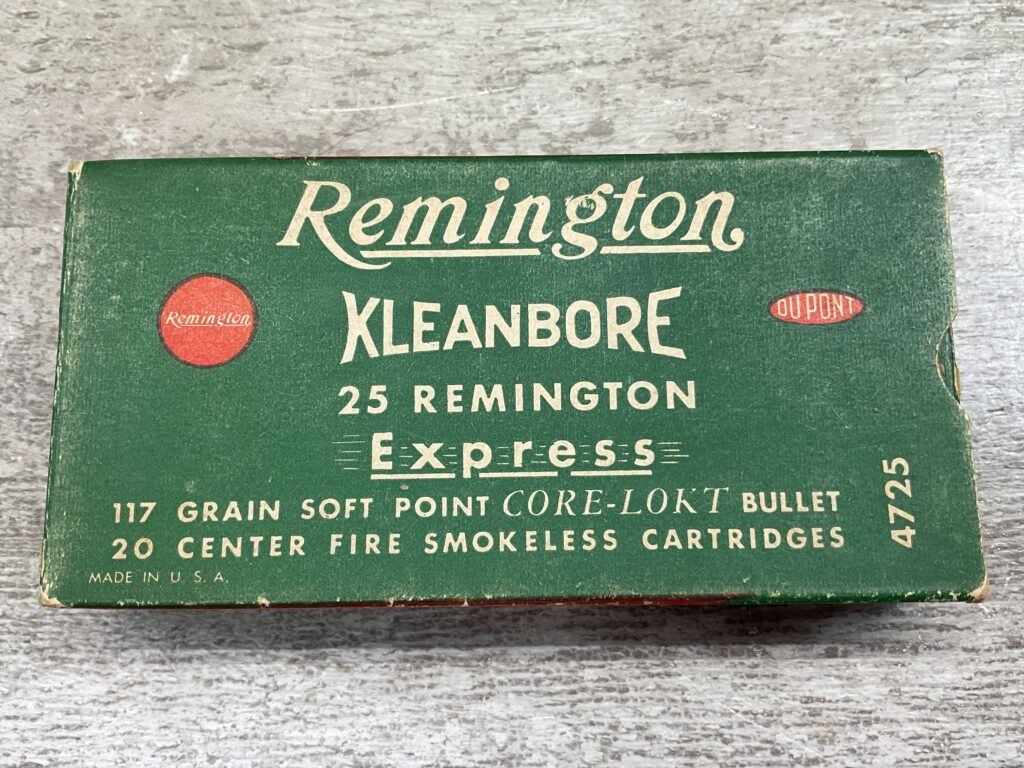 Remington
Remington
KLEANBORE
DU PONT
25 REMINGTON
Express
117 GRAIN SOFT POINT CORE-LOKT BULLET
20 CENTER FIRE SMOKELESS CARTRIDGES
4725
MADE IN U. S. A.